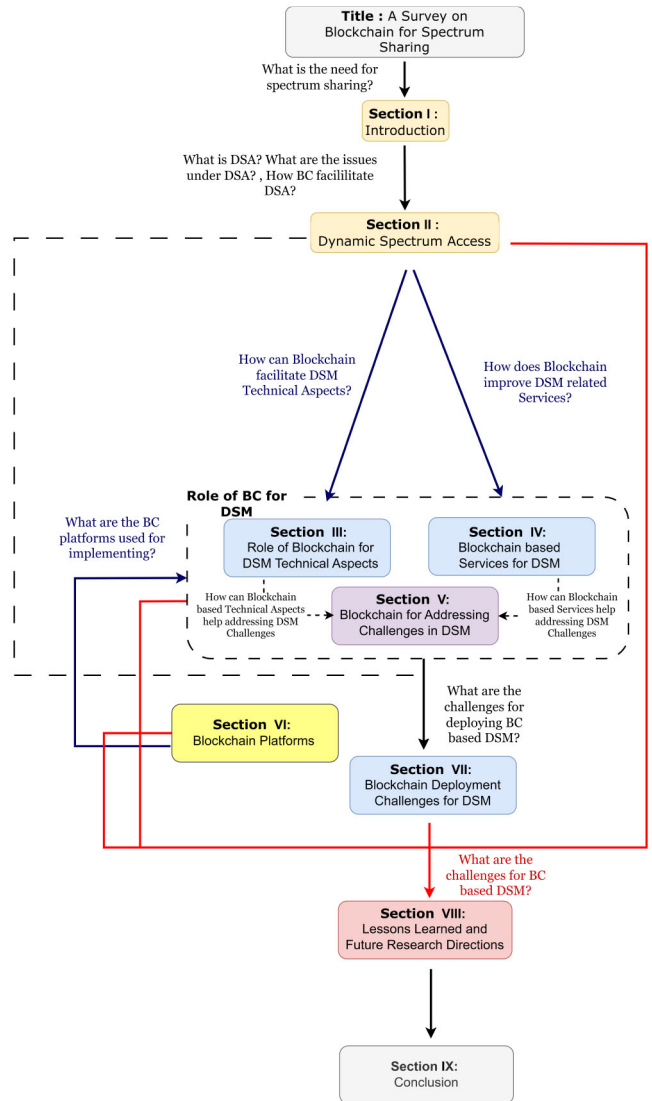 Title : A Survey on
Blockchain for Spectrum
Sharing
What is the need for
spectrum sharing?
Section I :
Introduction
What is DSA? What are the issues
under DSA? , How BC facililitate
DSA?
Section II :
Dynamic Spectrum Access
How can Blockchain
facilitate DSM
Technical Aspects?
How does Blockchain
improve DSM related
Services?
Role of BC for
DSM
What are the BC
platforms used for
implementing?
Section III:
Role of Blockchain for
DSM Technical Aspects
Section IV:
Blockchain based
Services for DSM
How can Blockchain
based Technical Aspects
help addressing DSM
Challenges
Section V:
Blockchain for Addressing
Challenges in DSM
How can Blockchain
based Services help
addressing DSM
Challenges
What are the
challenges for
deploying BC
based DSM?
Section VI:
Blockchain Platforms
Section VII:
Blockchain Deployment
Challenges for DSM
What are the
challenges for BC
based DSM?
Section VIII:
Lessons Learned and
Future Research Directions
Section IX:
Conclusion